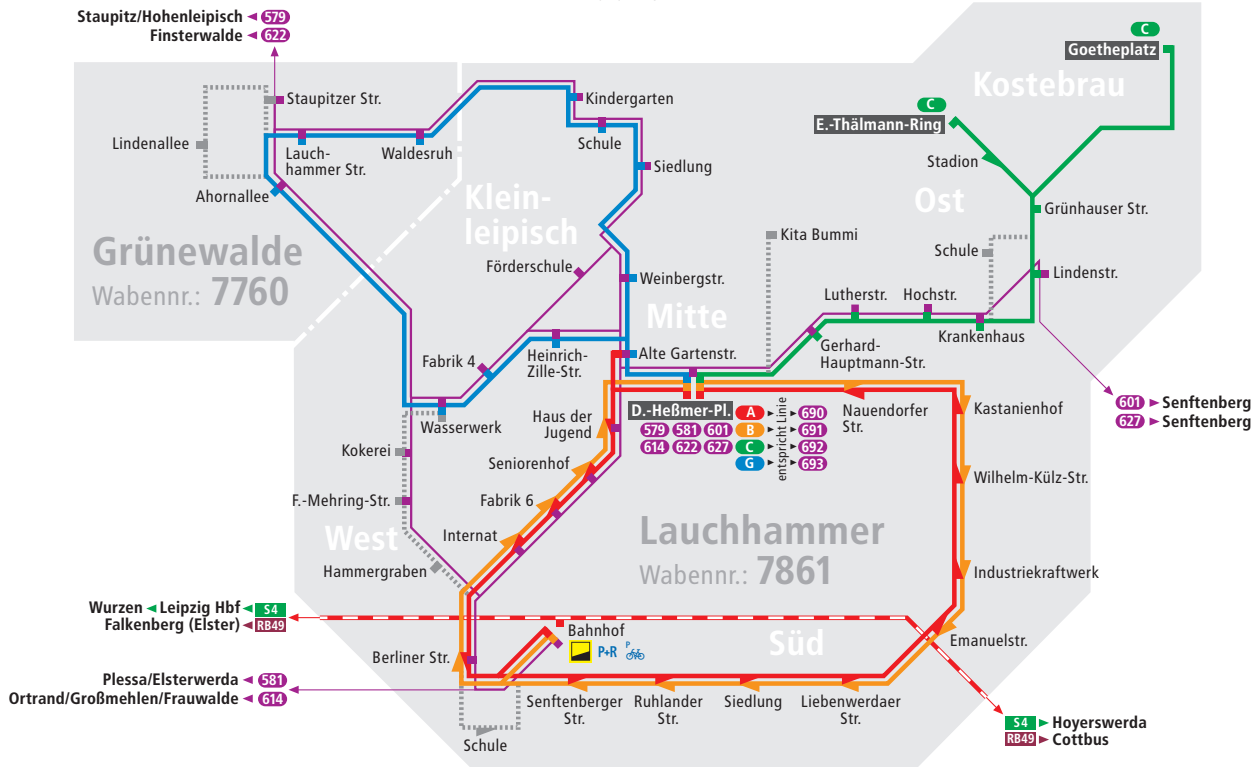 Staupitz/Hohenleipisch ◄ 579
Finsterwalde ◄ 622
C
Goetheplatz
Kostebrau
C
E.-Thälmann-Ring
Stadion
Staupitzer Str.
Kindergarten
Lindenallee
Lauch-
hammer Str.
Waldesruh
Schule
Siedlung
Ahornallee
Klein-
leipisch
Ost
Grünhauser Str.
Grünewalde
Wabennr.: 7760
Förderschule
Kita Bummi
Schule
Weinbergstr.
Lindenstr.
Mitte
Lutherstr.
Hochstr.
Krankenhaus
Gerhard-
Hauptmann-Str.
Alte Gartenstr.
Fabrik 4
Heinrich-
Zille-Str.
Wasserwerk
Haus der
Jugend
D.-Heßmer-Pl.
579 581 601
614 622 627
A ► ► 690
B ► ► 691
C ► ► 692
G ► ► 693
entspricht Linie
Nauendorfer
Str.
Kastanienhof
601 ► Senftenberg
627 ► Senftenberg
Kokerei
Seniorenhof
F.-Mehring-Str.
Fabrik 6
Wilhelm-Külz-Str.
West
Internat
Lauchhammer
Wabennr.: 7861
Hammergraben
Industriekraftwerk
Wurzen ◄ Leipzig Hbf ◄ S4
Falkenberg (Elster) ◄ RB49
Bahnhof
P+R P
Süd
Emanuelstr.
Berliner Str.
Plessa/Elsterwerda ◄ 581
Ortrand/Großmehlen/Frauwalde ◄ 614
Senftenberger
Str.
Ruhlander
Str.
Siedlung
Liebenwerdaer
Str.
Schule
S4 ► Hoyerswerda
RB49 ► Cottbus